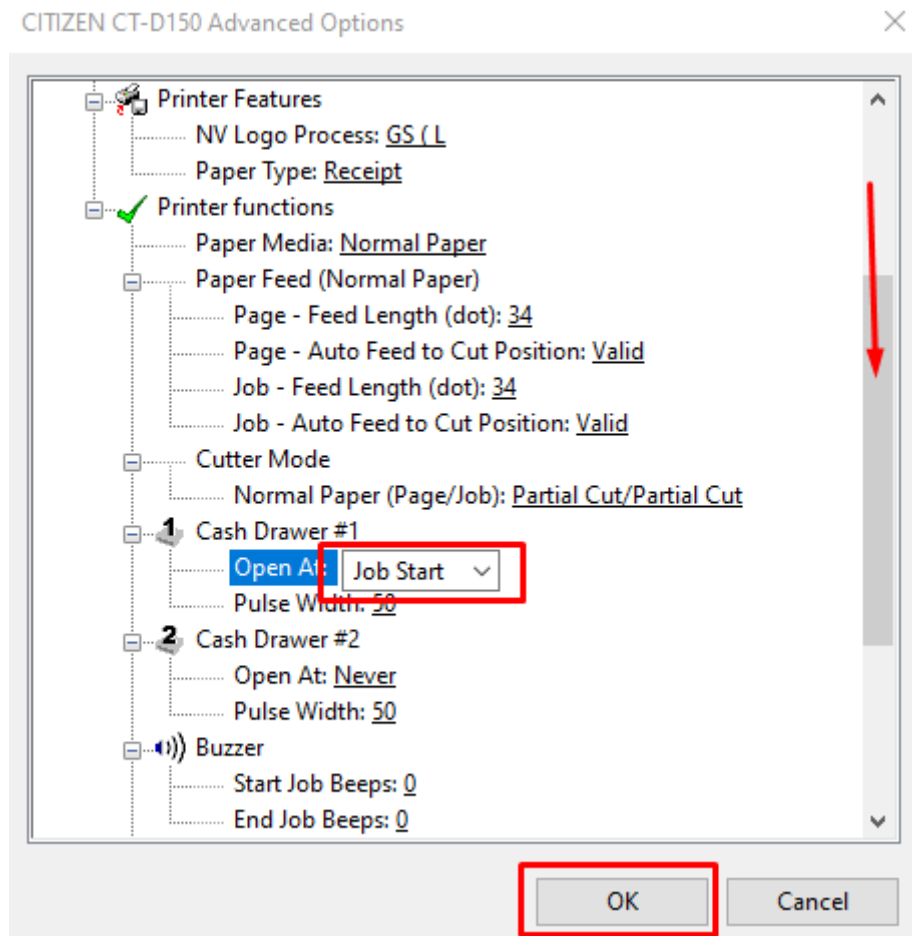 CITIZEN CT-D150 Advanced Options
Printer Features
NV Logo Process: GS ( L
Paper Type: Receipt
Printer functions
Paper Media: Normal Paper
Paper Feed (Normal Paper)
Page - Feed Length (dot): 34
Page - Auto Feed to Cut Position: Valid
Job - Feed Length (dot): 34
Job - Auto Feed to Cut Position: Valid
Cutter Mode
Normal Paper (Page/Job): Partial Cut/Partial Cut
1 Cash Drawer #1
Open At: Job Start
Pulse Width: 50
2 Cash Drawer #2
Open At: Never
Pulse Width: 50
Buzzer
Start Job Beeps: 0
End Job Beeps: 0
OK Cancel